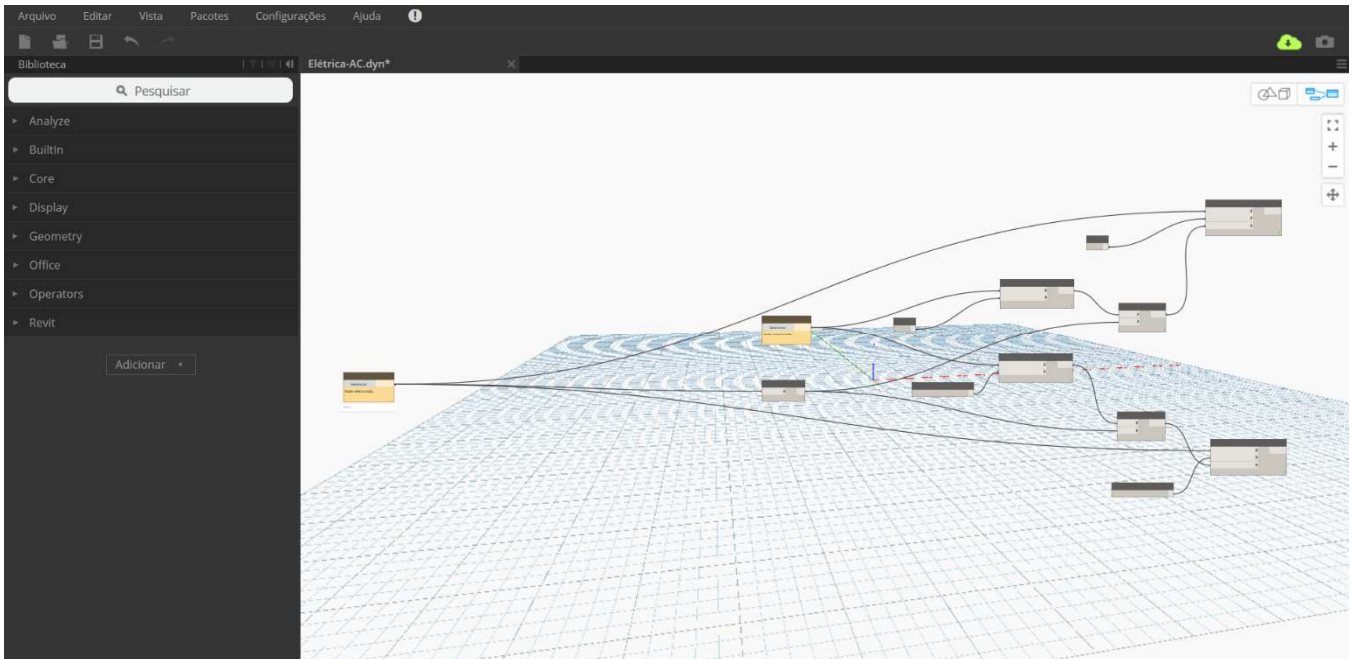 Arquivo Editar Vista Pacotes Configurações Ajuda
Biblioteca
Elétrica-AC.dyn*
Pesquisar
Analyze
BuiltIn
Core
Display
Geometry
Office
Operators
Revit
Adicionar